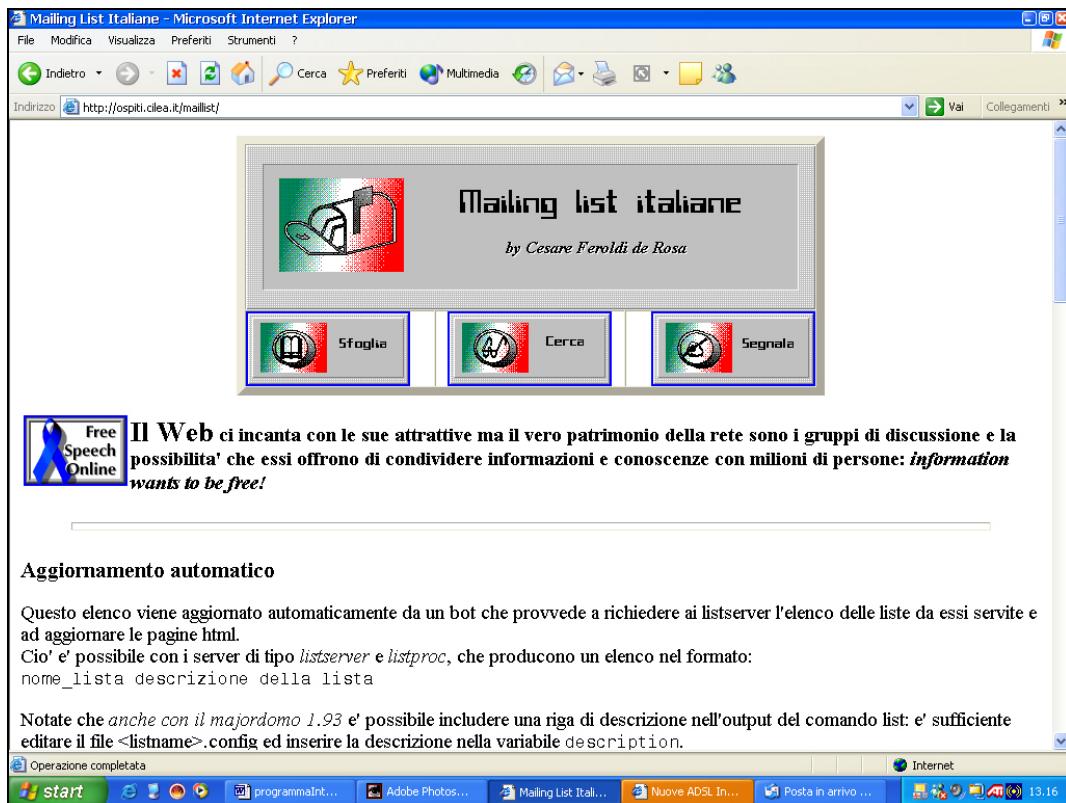 Mailing List Italiane - Microsoft Internet Explorer
File Modifica Visualizza Preferiti Strumenti ?
Indietro Cerca Preferiti Multimedia
Indirizzo http://ospiti.cilea.it/maillist/ Vai Collegamenti »
Mailing list italiane
by Cesare Feroldi de Rosa
Sfoglia Cerca Segnala
Free
Speech
Online
Il Web ci incanta con le sue attrattive ma il vero patrimonio della rete sono i gruppi di discussione e la
possibilita' che essi offrono di condividere informazioni e conoscenze con milioni di persone: information
wants to be free!
Aggiornamento automatico
Questo elenco viene aggiornato automaticamente da un bot che provvede a richiedere ai listserver l'elenco delle liste da essi servite e
ad aggiornare le pagine html.
Cio' e' possibile con i server di tipo listserver e listproc, che producono un elenco nel formato:
nome_lista descrizione della lista
Notate che anche con il majordomo 1.93 e' possibile includere una riga di descrizione nell'output del comando list: e' sufficiente
editare il file <listname>.config ed inserire la descrizione nella variabile description.
Operazione completata Internet
start programmaInt... Adobe Photos... Mailing List Itali... Nuove ADSL In... Posta in arrivo ... 13.16